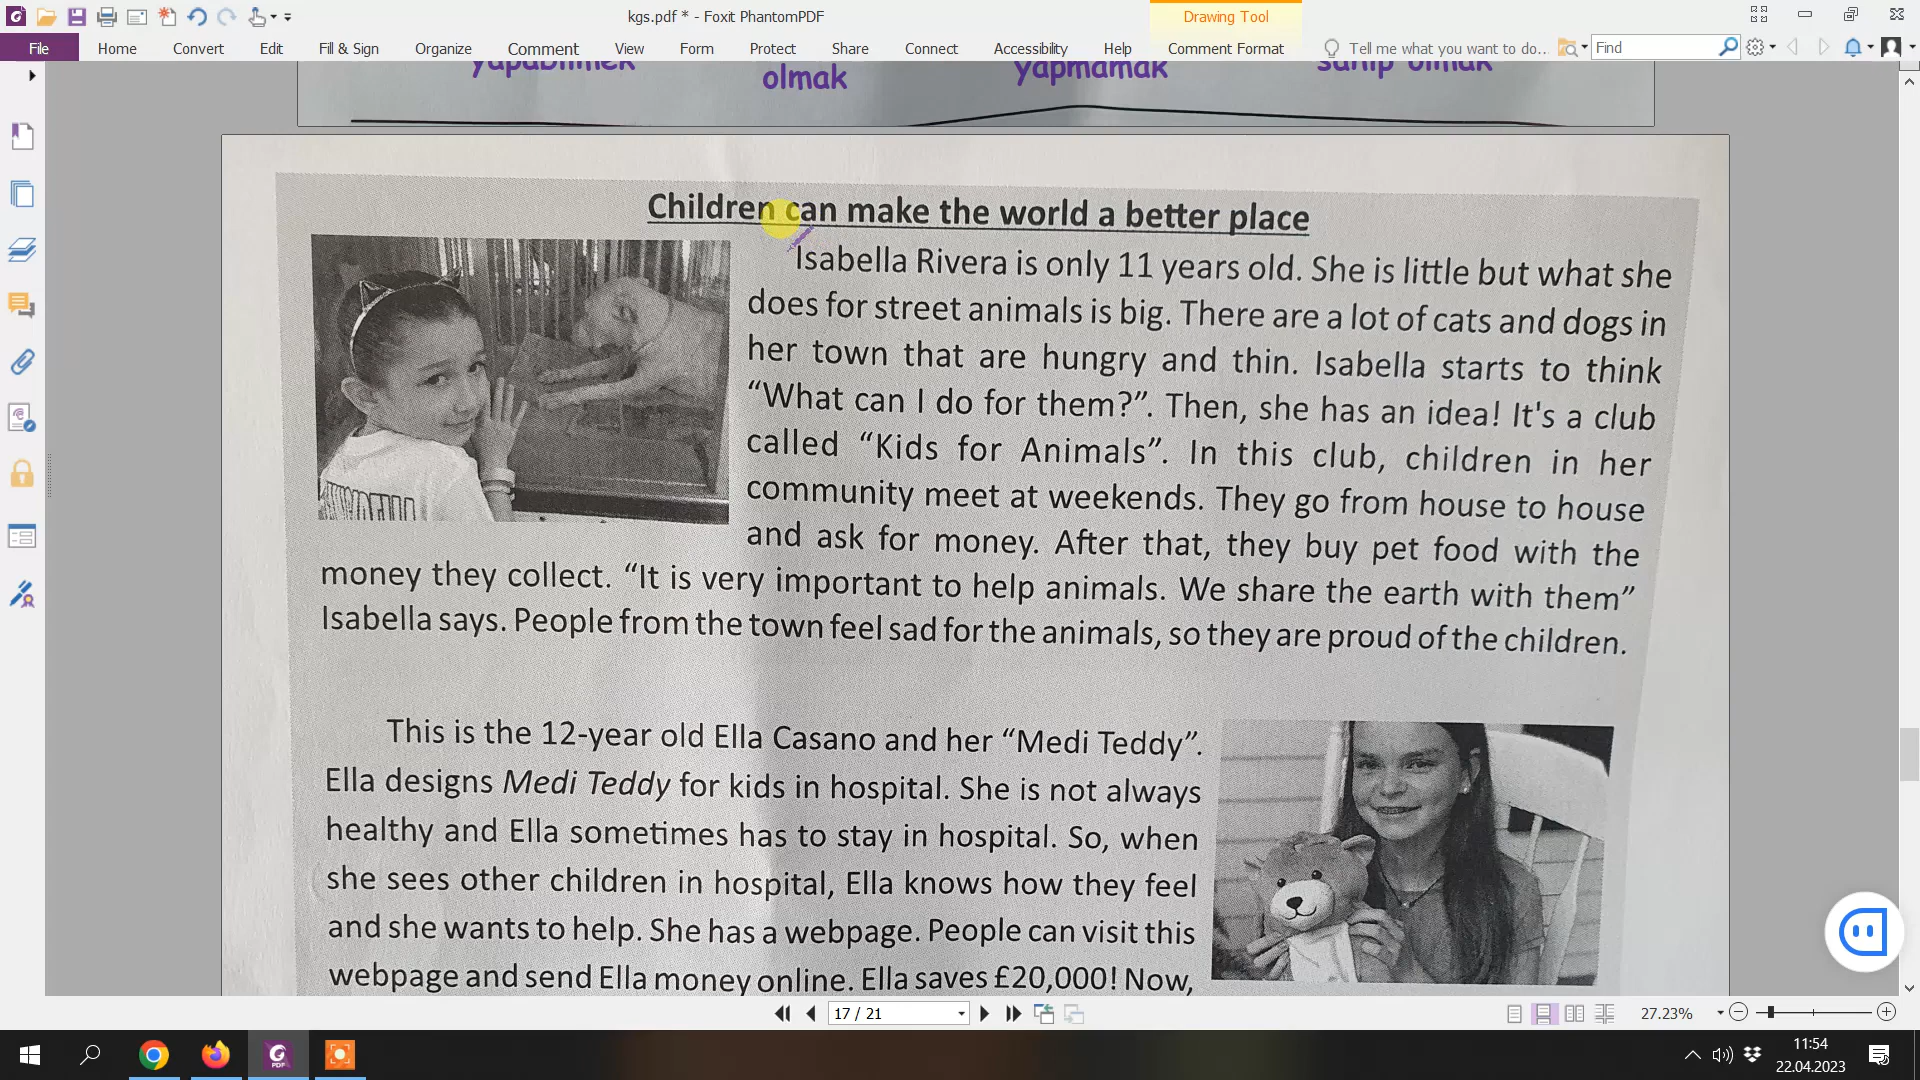 kgs.pdf * - Foxit PhantomPDF
Drawing Tool
File Home Convert Edit Fill & Sign Organize Comment View Form Protect Share Connect Accessibility Help Comment Format Tell me what you want to do... Find
yapabilmek olmak yapmamak sahip olmak
Children can make the world a better place
Isabella Rivera is only 11 years old. She is little but what she
does for street animals is big. There are a lot of cats and dogs in
her town that are hungry and thin. Isabella starts to think
“What can I do for them?”. Then, she has an idea! It's a club
called “Kids for Animals”. In this club, children in her
community meet at weekends. They go from house to house
and ask for money. After that, they buy pet food with the
money they collect. “It is very important to help animals. We share the earth with them”
Isabella says. People from the town feel sad for the animals, so they are proud of the children.
This is the 12-year old Ella Casano and her “Medi Teddy”.
Ella designs Medi Teddy for kids in hospital. She is not always
healthy and Ella sometimes has to stay in hospital. So, when
she sees other children in hospital, Ella knows how they feel
and she wants to help. She has a webpage. People can visit this
webpage and send Ella money online. Ella saves £20,000! Now,
17 / 21
27.23%
PDF
11:54
22.04.2023